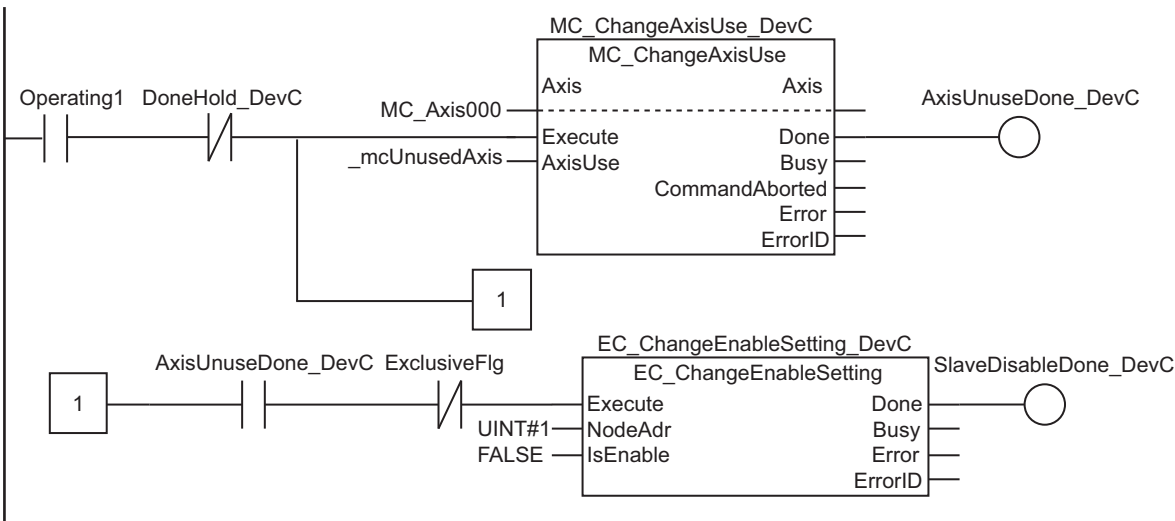 MC_ChangeAxisUse_DevC
MC_ChangeAxisUse
Operating1 DoneHold_DevC Axis Axis AxisUnuseDone_DevC
MC_Axis000
Execute Done
_mcUnusedAxis AxisUse Busy
CommandAborted
Error
ErrorID
1
EC_ChangeEnableSetting_DevC
AxisUnuseDone_DevC ExclusiveFlg EC_ChangeEnableSetting SlaveDisableDone_DevC
1 Execute Done
UINT#1 NodeAdr Busy
FALSE IsEnable Error
ErrorID